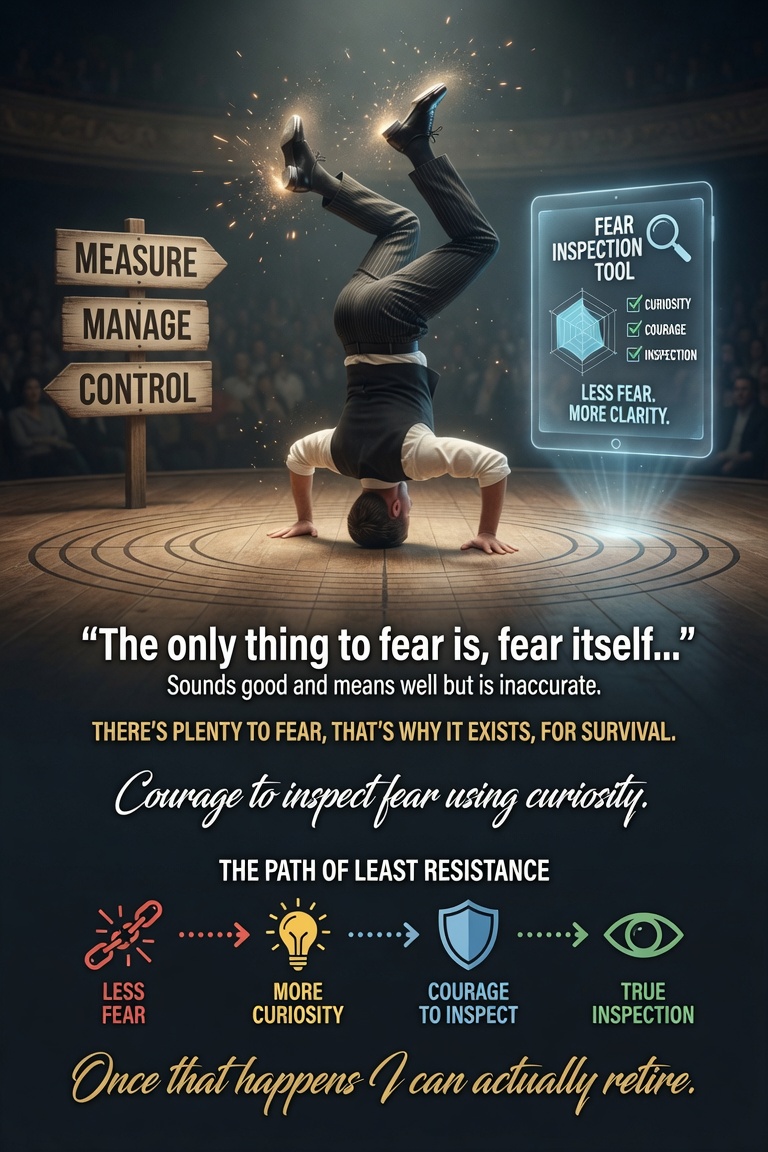 MEASURE
MANAGE
CONTROL
FEAR
INSPECTION
TOOL
CURIOSITY
COURAGE
INSPECTION
LESS FEAR.
MORE CLARITY.
“The only thing to fear is, fear itself...”
Sounds good and means well but is inaccurate.
THERE’S PLENTY TO FEAR, THAT’S WHY IT EXISTS, FOR SURVIVAL.
Courage to inspect fear using curiosity.
THE PATH OF LEAST RESISTANCE
LESS
FEAR
MORE
CURIOSITY
COURAGE
TO INSPECT
TRUE
INSPECTION
Once that happens I can actually retire.